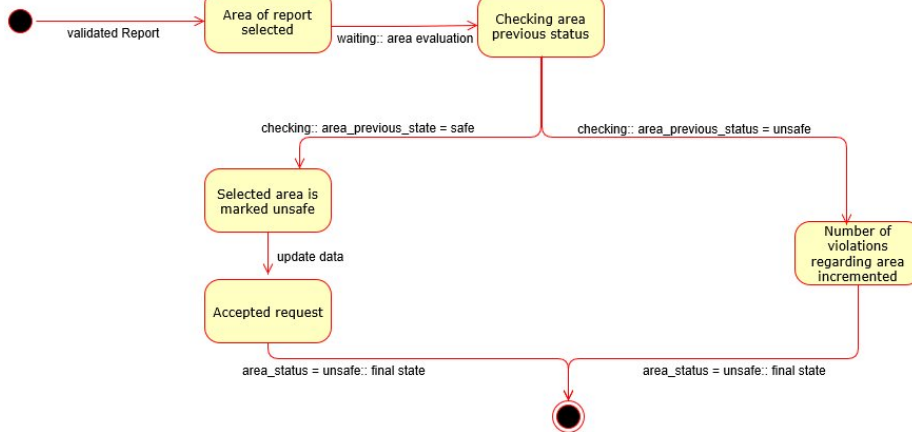 Area of report
selected
Checking area
previous status
validated Report
waiting:: area evaluation
checking:: area_previous_state = safe
checking:: area_previous_status = unsafe
Selected area is
marked unsafe
Number of
violations
regarding area
incremented
update data
Accepted request
area_status = unsafe:: final state
area_status = unsafe:: final state